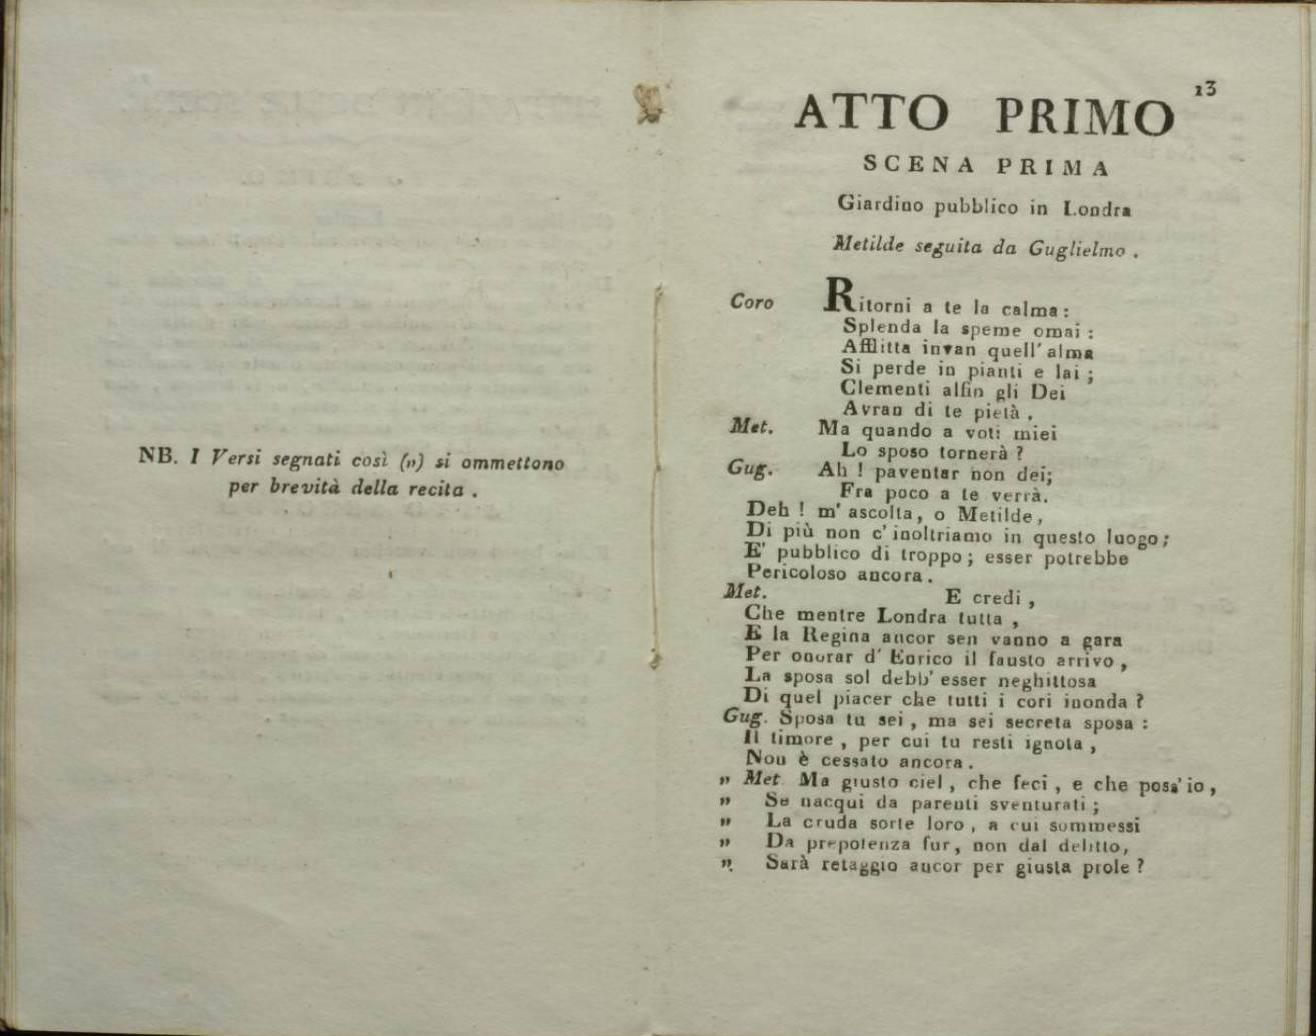 NB. I Versi segnati così („) si ommettono
per brevità della recita .
13
ATTO PRIMO
SCENA PRIMA
Giardino pubblico in Londra
Metilde seguita da Guglielmo .
Coro Ritorni a te la calma :
Splenda la speme omai :
Afflitta invan quell' alma
Si perde in pianti e lai ;
Clementi alfin gli Dei
Avran di te pietà .
Met. Ma quando a voti miei
Lo sposo tornerà ?
Gug. Ah ! paventar non dei;
Fra poco a te verrà.
Deh ! m' ascolta, o Metilde,
Di più non c' inoltriamo in questo luogo;
E' pubblico di troppo ; esser potrebbe
Pericoloso ancora .
Met. E credi ,
Che mentre Londra tutta ,
E la Regina ancor sen vanno a gara
Per onorar d' Enrico il fausto arrivo ,
La sposa sol debb' esser neghittosa
Di quel piacer che tutti i cori inonda ?
Gug. Sposa tu sei , ma sei secreta sposa :
Il timore , per cui tu resti ignota ,
Non è cessato ancora .
„ Met. Ma giusto ciel , che feci , e che poss' io ,
„ Se nacqui da parenti sventurati ;
„ La cruda sorte loro , a cui sommessi
„ Da prepotenza fur , non dal delitto,
„ Sarà retaggio ancor per giusta prole ?